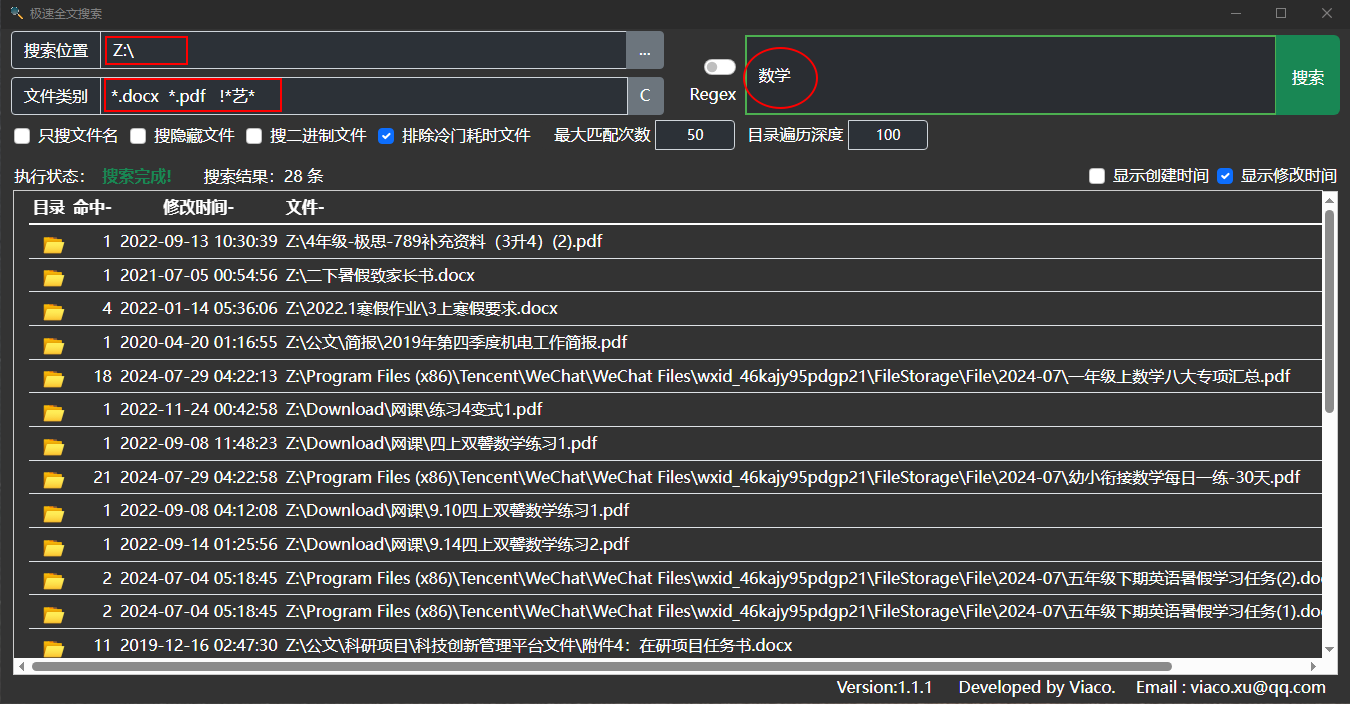 极速全文搜索
搜索位置 Z:\ ...
文件类别 *.docx *.pdf !*艺* C
Regex
数学
搜索
只搜文件名 搜隐藏文件 搜二进制文件 排除冷门耗时文件 最大匹配次数 50 目录遍历深度 100
执行状态: 搜索完成! 搜索结果: 28 条 显示创建时间 显示修改时间
目录 命中- 修改时间- 文件-
1 2022-09-13 10:30:39 Z:\4年级-极思-789补充资料（3升4）(2).pdf
1 2021-07-05 00:54:56 Z:\二下暑假致家长书.docx
4 2022-01-14 05:36:06 Z:\2022.1寒假作业\3上寒假要求.docx
1 2020-04-20 01:16:55 Z:\公文\简报\2019年第四季度机电工作简报.pdf
18 2024-07-29 04:22:13 Z:\Program Files (x86)\Tencent\WeChat\WeChat Files\wxid_46kajy95pdgp21\FileStorage\File\2024-07\一年级上数学八大专项汇总.pdf
1 2022-11-24 00:42:58 Z:\Download\网课\练习4变式1.pdf
1 2022-09-08 11:48:23 Z:\Download\网课\四上双馨数学练习1.pdf
21 2024-07-29 04:22:58 Z:\Program Files (x86)\Tencent\WeChat\WeChat Files\wxid_46kajy95pdgp21\FileStorage\File\2024-07\幼小衔接数学每日一练-30天.pdf
1 2022-09-08 04:12:08 Z:\Download\网课\9.10四上双馨数学练习1.pdf
1 2022-09-14 01:25:56 Z:\Download\网课\9.14四上双馨数学练习2.pdf
2 2024-07-04 05:18:45 Z:\Program Files (x86)\Tencent\WeChat\WeChat Files\wxid_46kajy95pdgp21\FileStorage\File\2024-07\五年级下期英语暑假学习任务(2).do
2 2024-07-04 05:18:45 Z:\Program Files (x86)\Tencent\WeChat\WeChat Files\wxid_46kajy95pdgp21\FileStorage\File\2024-07\五年级下期英语暑假学习任务(1).do
11 2019-12-16 02:47:30 Z:\公文\科研项目\科技创新管理平台文件\附件4：在研项目任务书.docx
Version:1.1.1 Developed by Viaco. Email : viaco.xu@qq.com